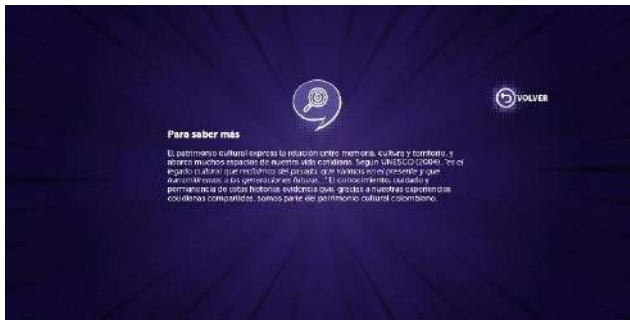 VOLVER
Para saber más
El patrimonio cultural expresa la relación entre memoria, cultura y territorio, y
abarca muchos espacios de nuestra vida cotidiana. Según UNESCO (2004), "es el
legado cultural que recibimos del pasado, que vivimos en el presente y que
transmitiremos a las generaciones futuras..." El conocimiento, cuidado y
permanencia de estas historias evidencia que, gracias a nuestras experiencias
cotidianas compartidas, somos parte del patrimonio cultural colombiano.